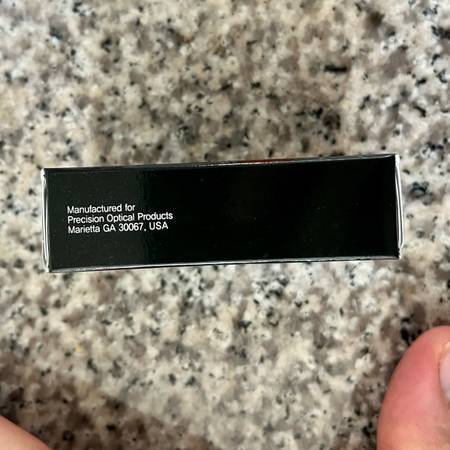 Manufactured for
Precision Optical Products
Marietta GA 30067, USA